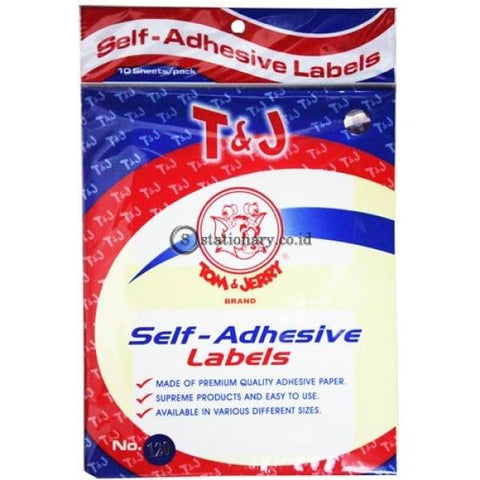 Self-Adhesive Labels
10 Sheets/pack
T&J
stationary.co.id
TOM & JERRY®
BRAND
Self-Adhesive
Labels
✓ MADE OF PREMIUM QUALITY ADHESIVE PAPER.
✓ SUPREME PRODUCTS AND EASY TO USE.
✓ AVAILABLE IN VARIOUS DIFFERENT SIZES.
No.